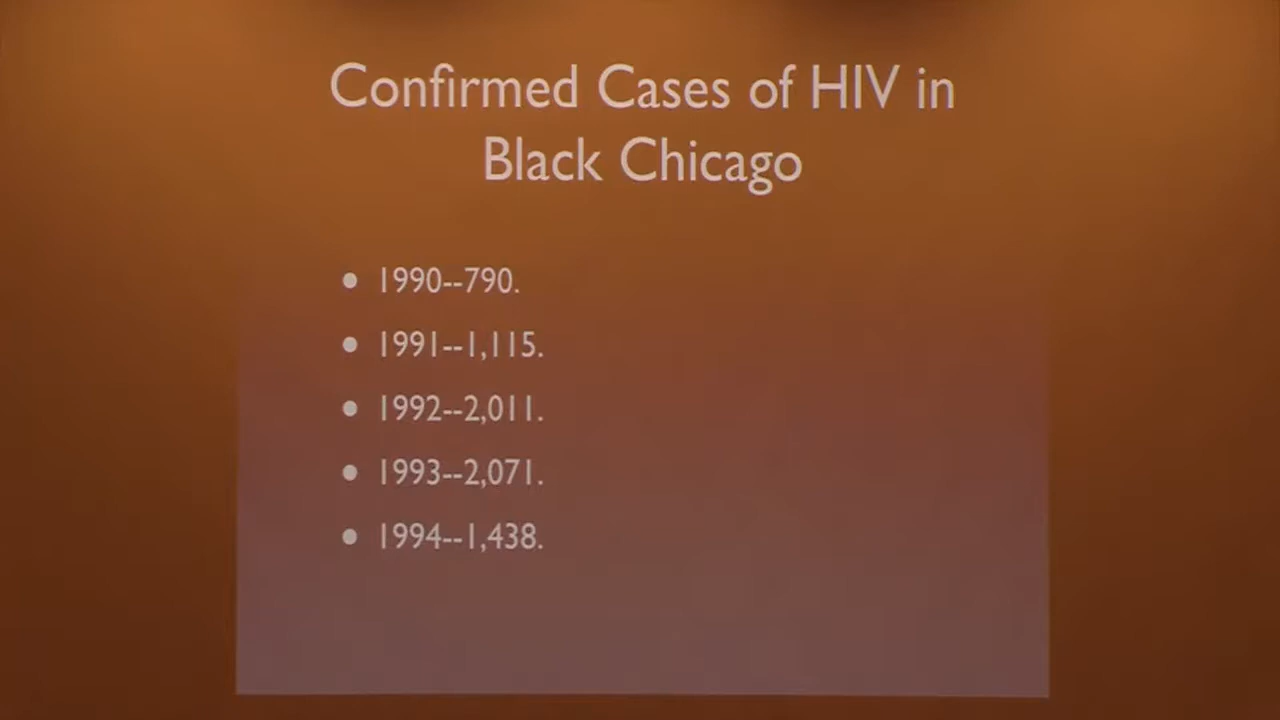 Confirmed Cases of HIV in
Black Chicago
• 1990--790.
• 1991--1,115.
• 1992--2,011.
• 1993--2,071.
• 1994--1,438.